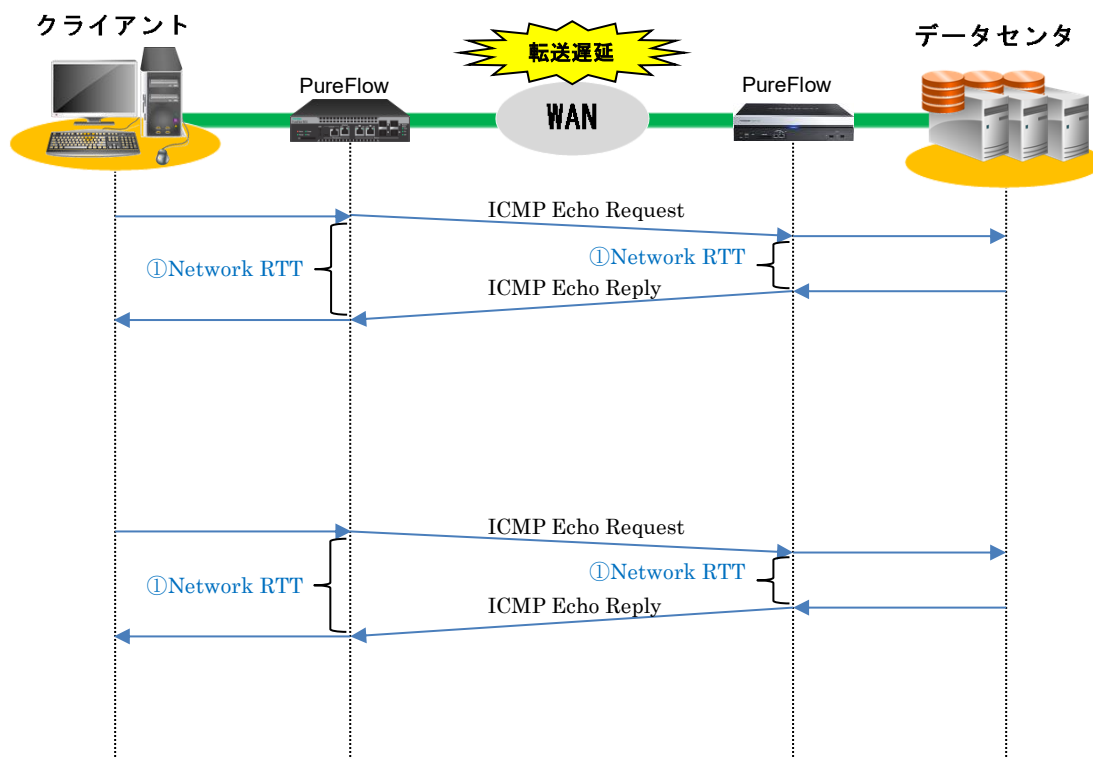 クライアント
転送遅延
データセンタ
PureFlow
PureFlow
WAN
ICMP Echo Request
①Network RTT
①Network RTT
ICMP Echo Reply
ICMP Echo Request
①Network RTT
①Network RTT
ICMP Echo Reply